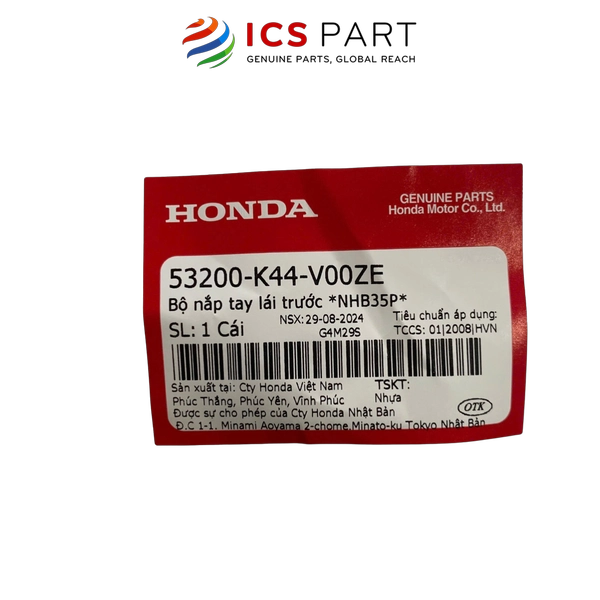 ICS PART
GENUINE PARTS, GLOBAL REACH
HONDA
GENUINE PARTS
Honda Motor Co., Ltd.
53200-K44-V00ZE
Bộ nắp tay lái trước *NHB35P*
SL: 1 Cái
NSX: 29-08-2024
G4M29S
Tiêu chuẩn áp dụng:
TCCS: 01|2008|HVN
Sản xuất tại: Cty Honda Việt Nam
Phúc Thắng, Phúc Yên, Vĩnh Phúc
TSKT:
Nhựa
Được sự cho phép của Cty Honda Nhật Bản
Đ.C 1-1. Minami Aoyama 2-chome,Minato-ku Tokyo Nhật Bản
OTK